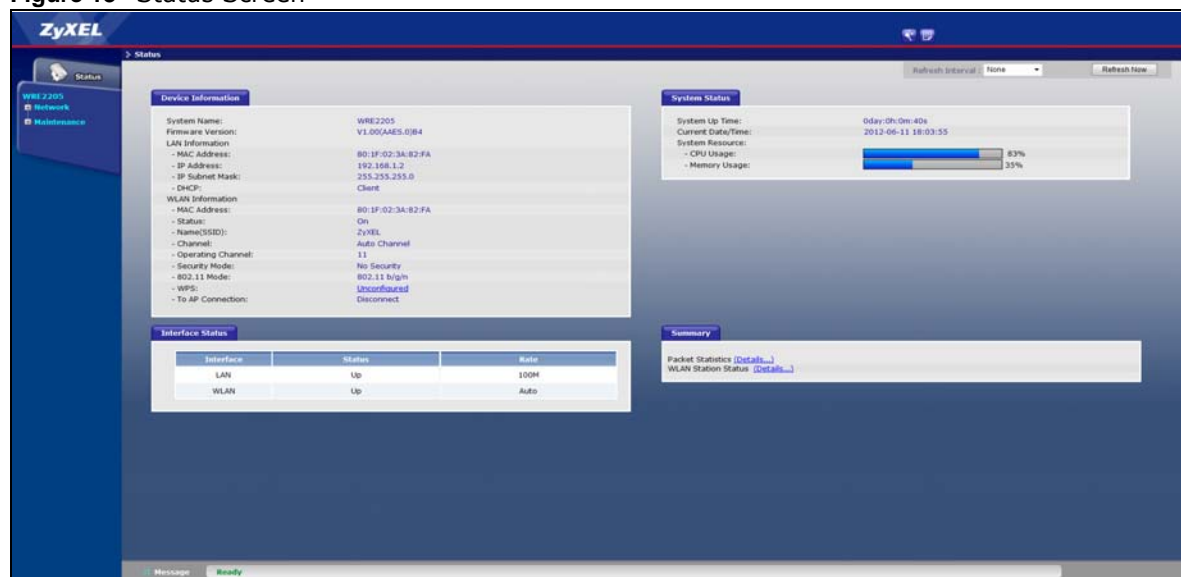 Status Screen
ZyXEL
> Status
Status
Refresh Interval : None
Refresh Now
WRE2205
Network
Maintenance
Device Information
System Name: WRE2205
Firmware Version: V1.00(AAES.0)B4
LAN Information
- MAC Address: 80:1F:02:3A:82:FA
- IP Address: 192.168.1.2
- IP Subnet Mask: 255.255.255.0
- DHCP: Client
WLAN Information
- MAC Address: 80:1F:02:3A:82:FA
- Status: On
- Name(SSID): ZyXEL
- Channel: Auto Channel
- Operating Channel: 11
- Security Mode: No Security
- 802.11 Mode: 802.11 b/g/n
- WPS: Unconfigured
- To AP Connection: Disconnect
System Status
System Up Time: 0day:0h:0m:40s
Current Date/Time: 2012-06-11 18:03:55
System Resource:
- CPU Usage: 83%
- Memory Usage: 35%
Interface Status
Interface Status Rate
LAN Up 100M
WLAN Up Auto
Summary
Packet Statistics (Details...)
WLAN Station Status (Details...)
Message Ready